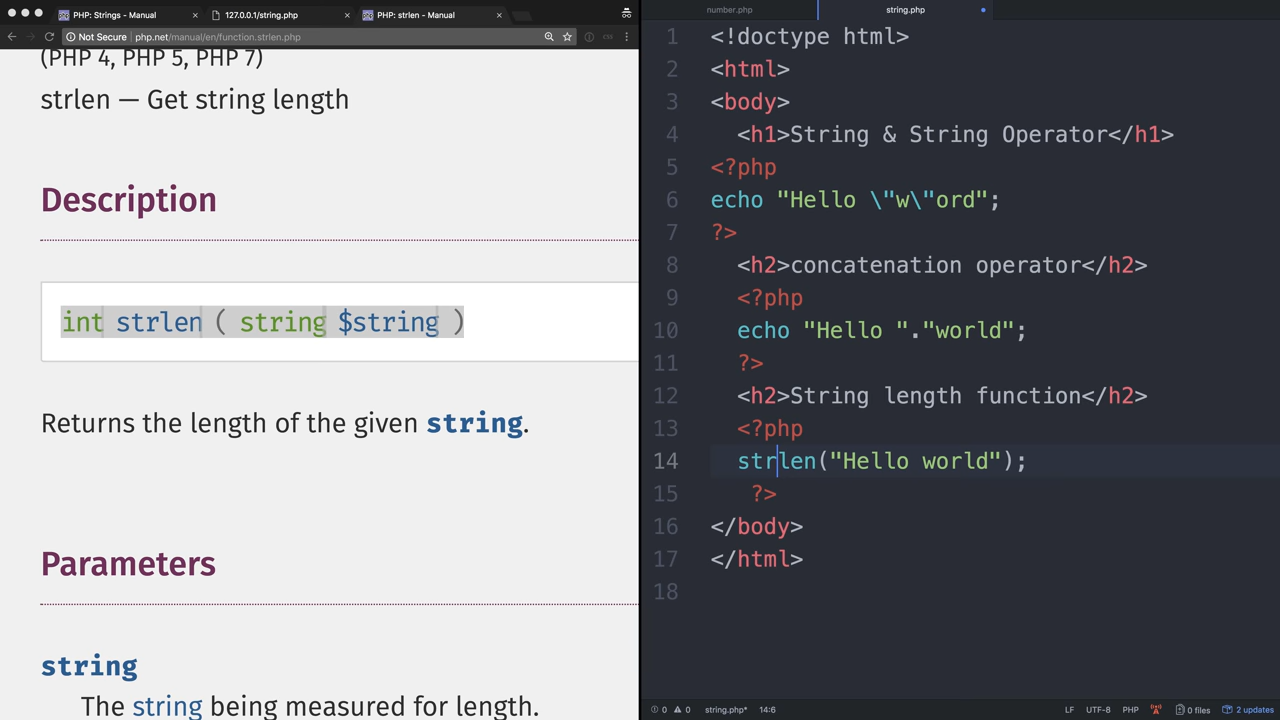 PHP: Strings - Manual
127.0.0.1/string.php
PHP: strlen - Manual
Not Secure | php.net/manual/en/function.strlen.php
(PHP 4, PHP 5, PHP 7)
strlen — Get string length
Description
int strlen ( string $string )
Returns the length of the given string.
Parameters
string
The string being measured for length.
number.php
string.php
1 <!doctype html>
2 <html>
3 <body>
4 <h1>String & String Operator</h1>
5 <?php
6 echo "Hello \"w\"ord";
7 ?>
8 <h2>concatenation operator</h2>
9 <?php
10 echo "Hello "."world";
11 ?>
12 <h2>String length function</h2>
13 <?php
14 strlen("Hello world");
15 ?>
16 </body>
17 </html>
18
0 0 string.php* 14:6 LF UTF-8 PHP 0 files 2 updates